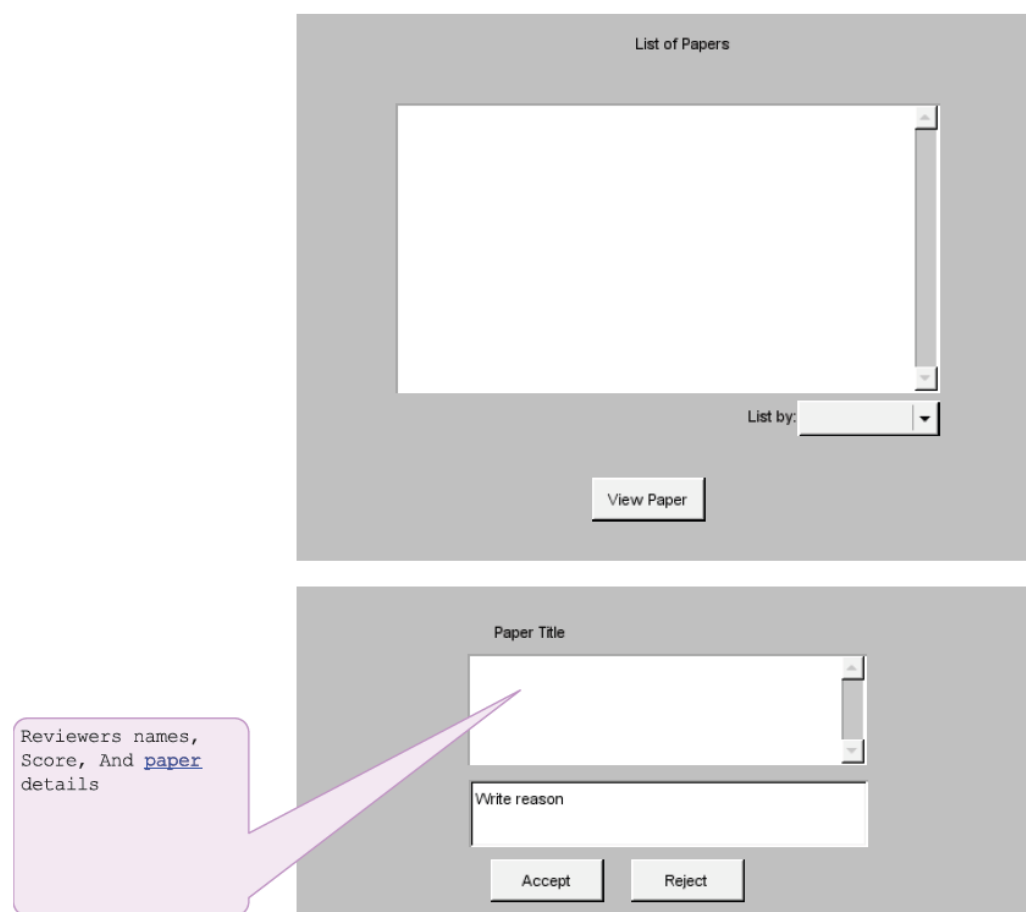 List of Papers
List by:
View Paper
Paper Title
Reviewers names,
Score, And paper
details
Write reason
Accept Reject